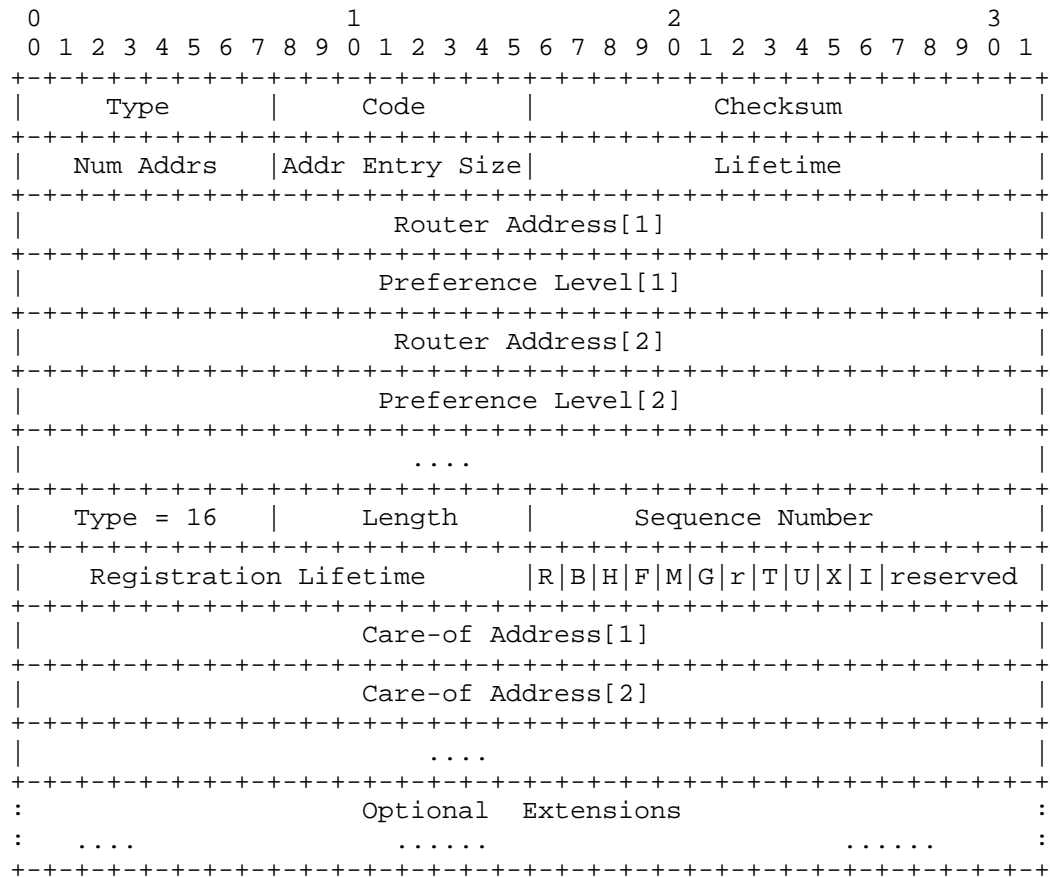 0                   1                   2                   3
 0 1 2 3 4 5 6 7 8 9 0 1 2 3 4 5 6 7 8 9 0 1 2 3 4 5 6 7 8 9 0 1
+-+-+-+-+-+-+-+-+-+-+-+-+-+-+-+-+-+-+-+-+-+-+-+-+-+-+-+-+-+-+-+-+
|     Type      |     Code      |           Checksum            |
+-+-+-+-+-+-+-+-+-+-+-+-+-+-+-+-+-+-+-+-+-+-+-+-+-+-+-+-+-+-+-+-+
|   Num Addrs   |Addr Entry Size|           Lifetime            |
+-+-+-+-+-+-+-+-+-+-+-+-+-+-+-+-+-+-+-+-+-+-+-+-+-+-+-+-+-+-+-+-+
|                       Router Address[1]                       |
+-+-+-+-+-+-+-+-+-+-+-+-+-+-+-+-+-+-+-+-+-+-+-+-+-+-+-+-+-+-+-+-+
|                      Preference Level[1]                      |
+-+-+-+-+-+-+-+-+-+-+-+-+-+-+-+-+-+-+-+-+-+-+-+-+-+-+-+-+-+-+-+-+
|                       Router Address[2]                       |
+-+-+-+-+-+-+-+-+-+-+-+-+-+-+-+-+-+-+-+-+-+-+-+-+-+-+-+-+-+-+-+-+
|                      Preference Level[2]                      |
+-+-+-+-+-+-+-+-+-+-+-+-+-+-+-+-+-+-+-+-+-+-+-+-+-+-+-+-+-+-+-+-+
|                        ....                                   |
+-+-+-+-+-+-+-+-+-+-+-+-+-+-+-+-+-+-+-+-+-+-+-+-+-+-+-+-+-+-+-+-+
|   Type = 16   |     Length    |      Sequence Number          |
+-+-+-+-+-+-+-+-+-+-+-+-+-+-+-+-+-+-+-+-+-+-+-+-+-+-+-+-+-+-+-+-+
|    Registration Lifetime      |R|B|H|F|M|G|r|T|U|X|I|reserved |
+-+-+-+-+-+-+-+-+-+-+-+-+-+-+-+-+-+-+-+-+-+-+-+-+-+-+-+-+-+-+-+-+
|                     Care-of Address[1]                        |
+-+-+-+-+-+-+-+-+-+-+-+-+-+-+-+-+-+-+-+-+-+-+-+-+-+-+-+-+-+-+-+-+
|                     Care-of Address[2]                        |
+-+-+-+-+-+-+-+-+-+-+-+-+-+-+-+-+-+-+-+-+-+-+-+-+-+-+-+-+-+-+-+-+
|                         ....                                  |
+-+-+-+-+-+-+-+-+-+-+-+-+-+-+-+-+-+-+-+-+-+-+-+-+-+-+-+-+-+-+-+-+
:                     Optional  Extensions                      :
:   ....                ......                      ......      :
+-+-+-+-+-+-+-+-+-+-+-+-+-+-+-+-+-+-+-+-+-+-+-+-+-+-+-+-+-+-+-+-+